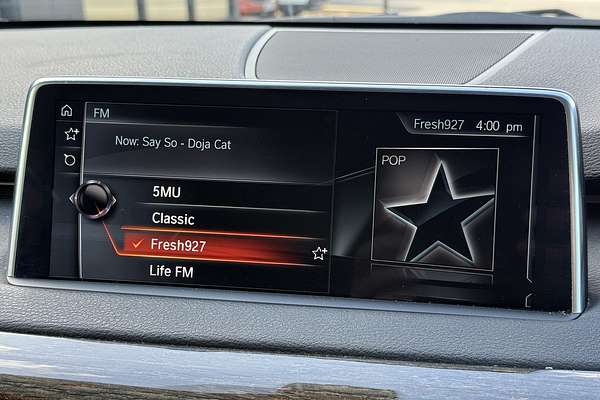 FM
Fresh927 4:00 pm
Now: Say So - Doja Cat
POP
5MU
Classic
Fresh927
Life FM